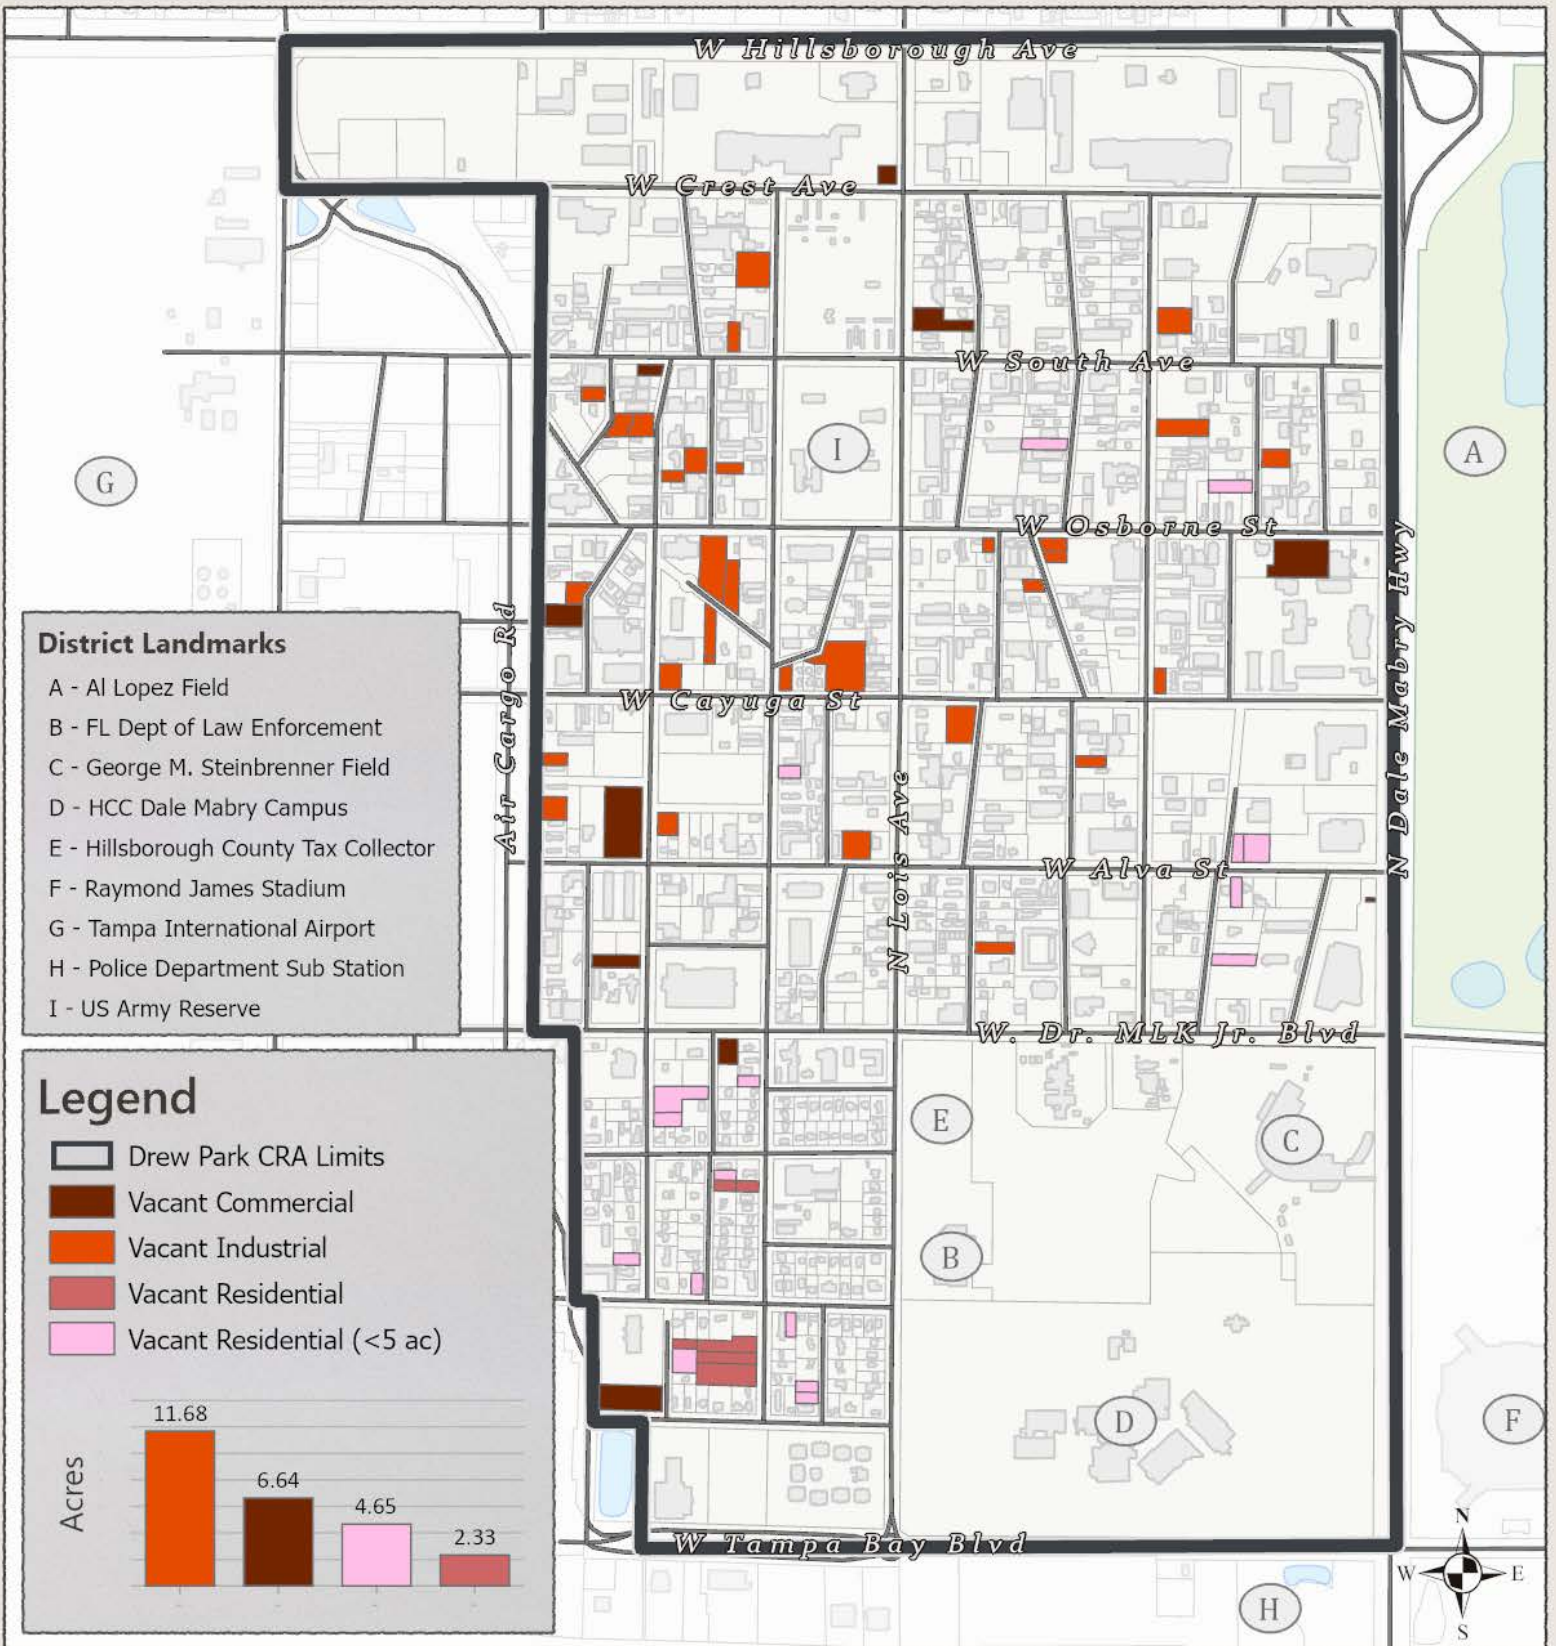 W Hillsborough Ave
W Crest Ave
W South Ave
I
A
G
W Osborne St
N Dale Mabry Hwy
Air Cargo Rd
W Cayuga St
N Lois Ave
W Alva St
W. Dr. MLK Jr. Blvd
E
C
B
D
F
W Tampa Bay Blvd
H
District Landmarks
A - Al Lopez Field
B - FL Dept of Law Enforcement
C - George M. Steinbrenner Field
D - HCC Dale Mabry Campus
E - Hillsborough County Tax Collector
F - Raymond James Stadium
G - Tampa International Airport
H - Police Department Sub Station
I - US Army Reserve
Legend
Drew Park CRA Limits
Vacant Commercial
Vacant Industrial
Vacant Residential
Vacant Residential (<5 ac)
Acres
11.68
6.64
4.65
2.33
N
W
E
S